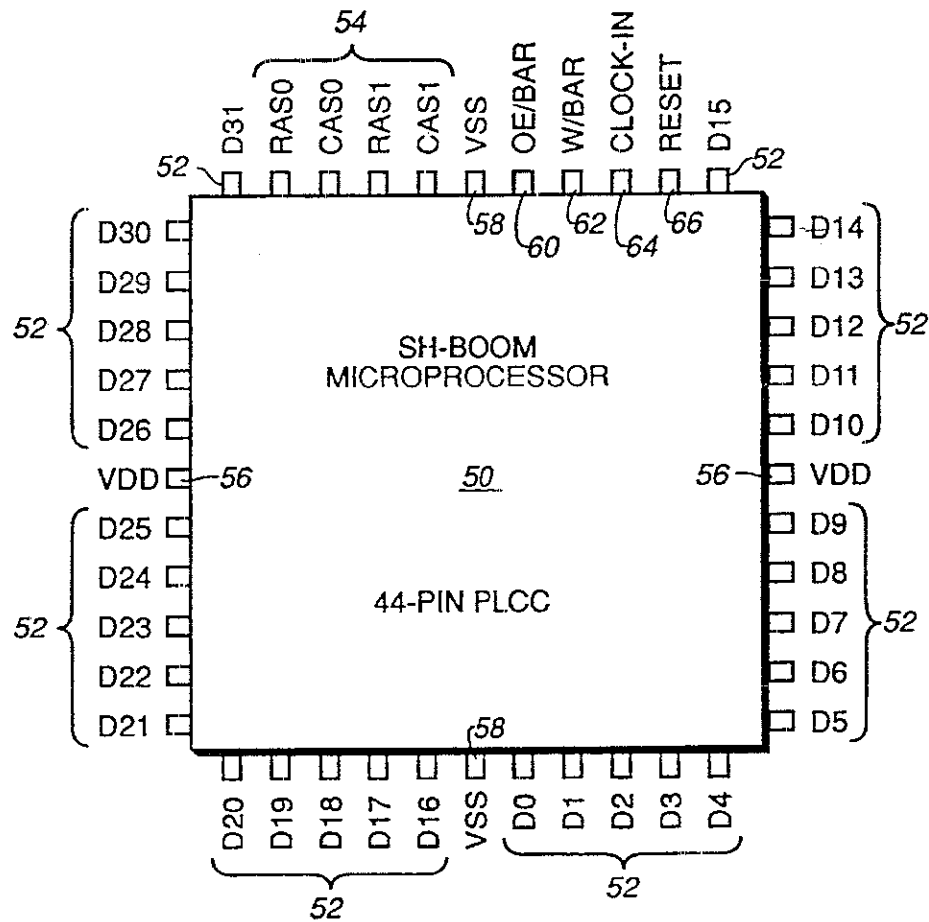 54
D31 RAS0 CAS0 RAS1 CAS1 VSS OE/BAR W/BAR CLOCK-IN RESET D15
52 52
58 60 62 64 66
D30 D14
D29 D13
52 D28 D12 52
D27 D11
D26 D10
SH-BOOM
MICROPROCESSOR
VDD 56 50 56 VDD
D25 D9
D24 D8
44-PIN PLCC
52 D23 D7 52
D22 D6
D21 D5
58
D20 D19 D18 D17 D16 VSS D0 D1 D2 D3 D4
52 52